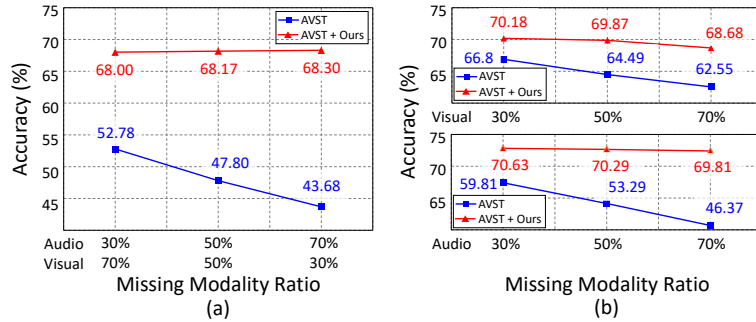 75
70
65
60
55
50
45
Accuracy (%)
AVST
AVST + Ours
68.00 68.17 68.30
52.78
47.80
43.68
Audio 30% 50% 70%
Visual 70% 50% 30%
Missing Modality Ratio
(a)
75
70
65
Accuracy (%)
70.18 69.87 68.68
66.8 64.49 62.55
AVST
AVST + Ours
Visual 30% 50% 70%
75
70
65
70.63 70.29 69.81
59.81 53.29 46.37
AVST
AVST + Ours
Audio 30% 50% 70%
Missing Modality Ratio
(b)